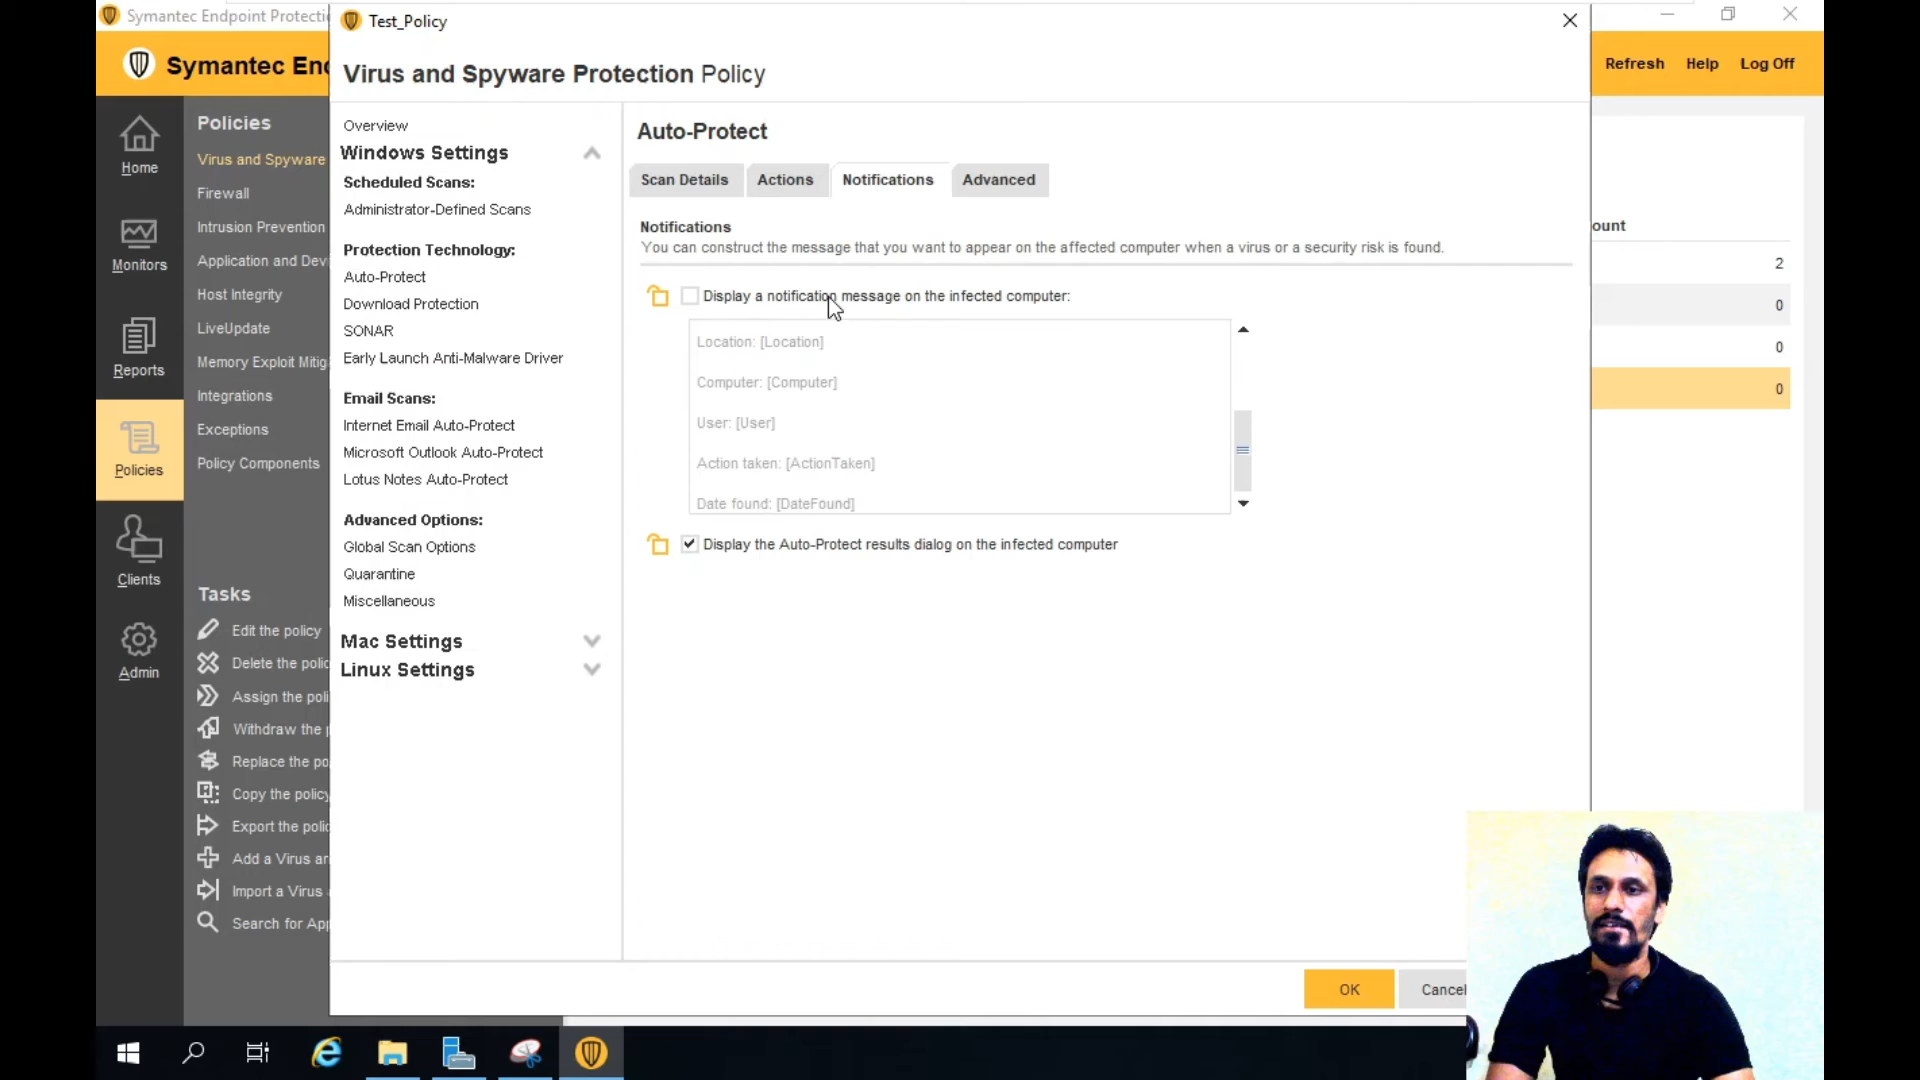 Symantec Endpoint Protecti
Test_Policy
Symantec En
Refresh Help Log Off
Virus and Spyware Protection Policy
Home
Monitors
Reports
Policies
Clients
Admin
Policies
Virus and Spyware
Firewall
Intrusion Prevention
Application and Dev
Host Integrity
LiveUpdate
Memory Exploit Mitig
Integrations
Exceptions
Policy Components
Tasks
Edit the policy
Delete the polic
Assign the poli
Withdraw the p
Replace the po
Copy the policy
Export the polic
Add a Virus an
Import a Virus a
Search for App
Overview
Windows Settings
Scheduled Scans:
Administrator-Defined Scans
Protection Technology:
Auto-Protect
Download Protection
SONAR
Early Launch Anti-Malware Driver
Email Scans:
Internet Email Auto-Protect
Microsoft Outlook Auto-Protect
Lotus Notes Auto-Protect
Advanced Options:
Global Scan Options
Quarantine
Miscellaneous
Mac Settings
Linux Settings
Auto-Protect
Scan Details Actions Notifications Advanced
Notifications
You can construct the message that you want to appear on the affected computer when a virus or a security risk is found.
Display a notification message on the infected computer:
Location: [Location]
Computer: [Computer]
User: [User]
Action taken: [ActionTaken]
Date found: [DateFound]
Display the Auto-Protect results dialog on the infected computer
OK Cancel
ount
2
0
0
0